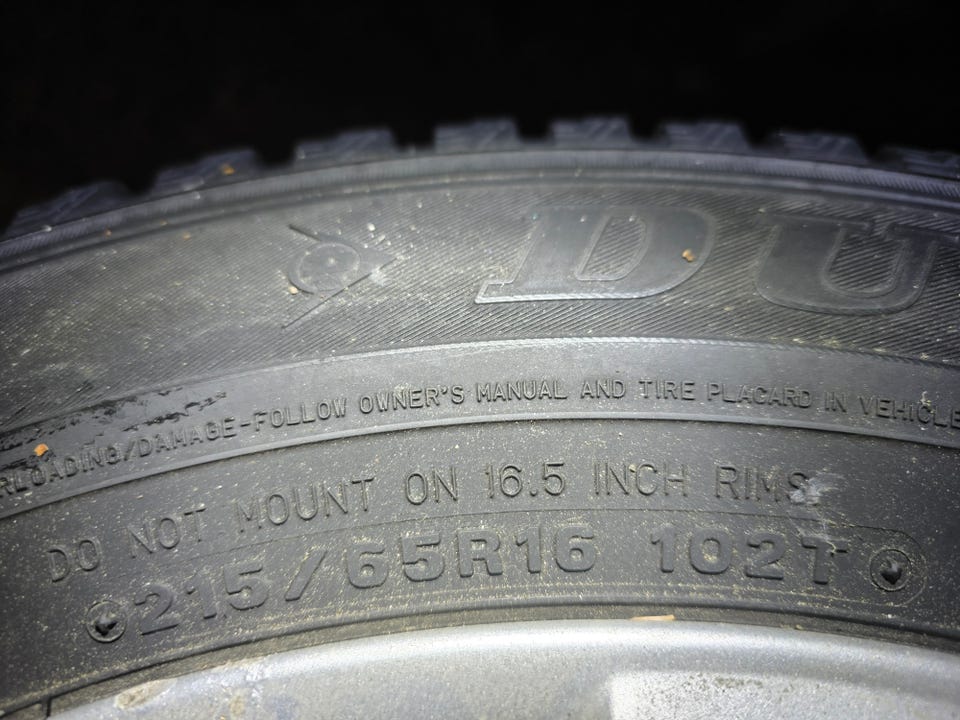 DU
RLOADING/DAMAGE-FOLLOW OWNER'S MANUAL AND TIRE PLACARD IN VEHICLE
DO NOT MOUNT ON 16.5 INCH RIMS.
215/65R16 102T